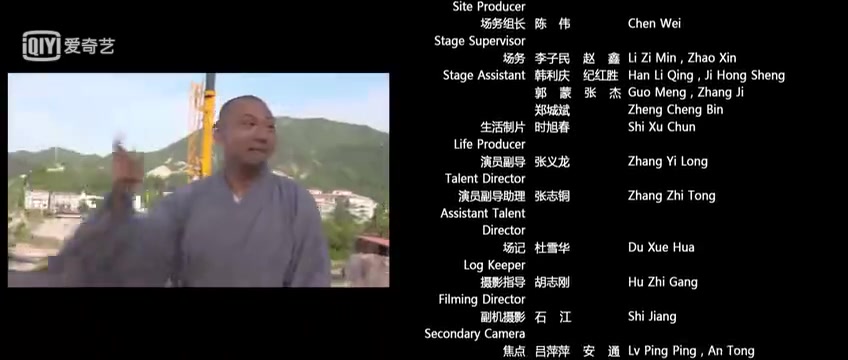 iQIYI 爱奇艺
Site Producer
场务组长 陈 伟 Chen Wei
Stage Supervisor
场务 李子民 赵 鑫 Li Zi Min , Zhao Xin
Stage Assistant 韩利庆 纪红胜 Han Li Qing , Ji Hong Sheng
郭 蒙 张 杰 Guo Meng , Zhang Ji
郑城斌 Zheng Cheng Bin
生活制片 时旭春 Shi Xu Chun
Life Producer
演员副导 张义龙 Zhang Yi Long
Talent Director
演员副导助理 张志铜 Zhang Zhi Tong
Assistant Talent
Director
场记 杜雪华 Du Xue Hua
Log Keeper
摄影指导 胡志刚 Hu Zhi Gang
Filming Director
副机摄影 石 江 Shi Jiang
Secondary Camera
焦点 吕萍萍 安 通 Lv Ping Ping , An Tong